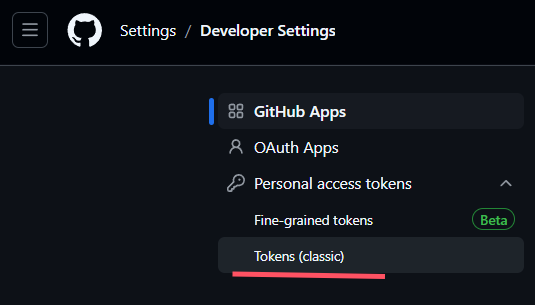 Settings / Developer Settings
GitHub Apps
OAuth Apps
Personal access tokens
Fine-grained tokens Beta
Tokens (classic)